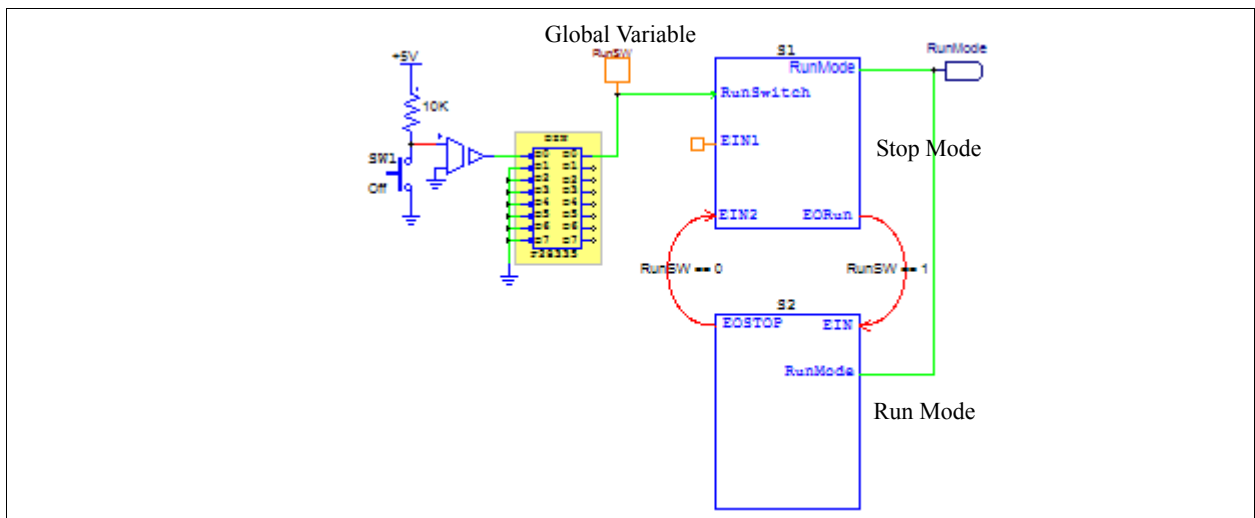 Global Variable
RunSW
S1
RunMode
RunMode
+5V
RunSwitch
10K
EIN1
Stop Mode
SW1
Off
EIN2
EORun
F28335
RunSW == 0
RunSW == 1
S2
EOSTOP
EIN
RunMode
Run Mode